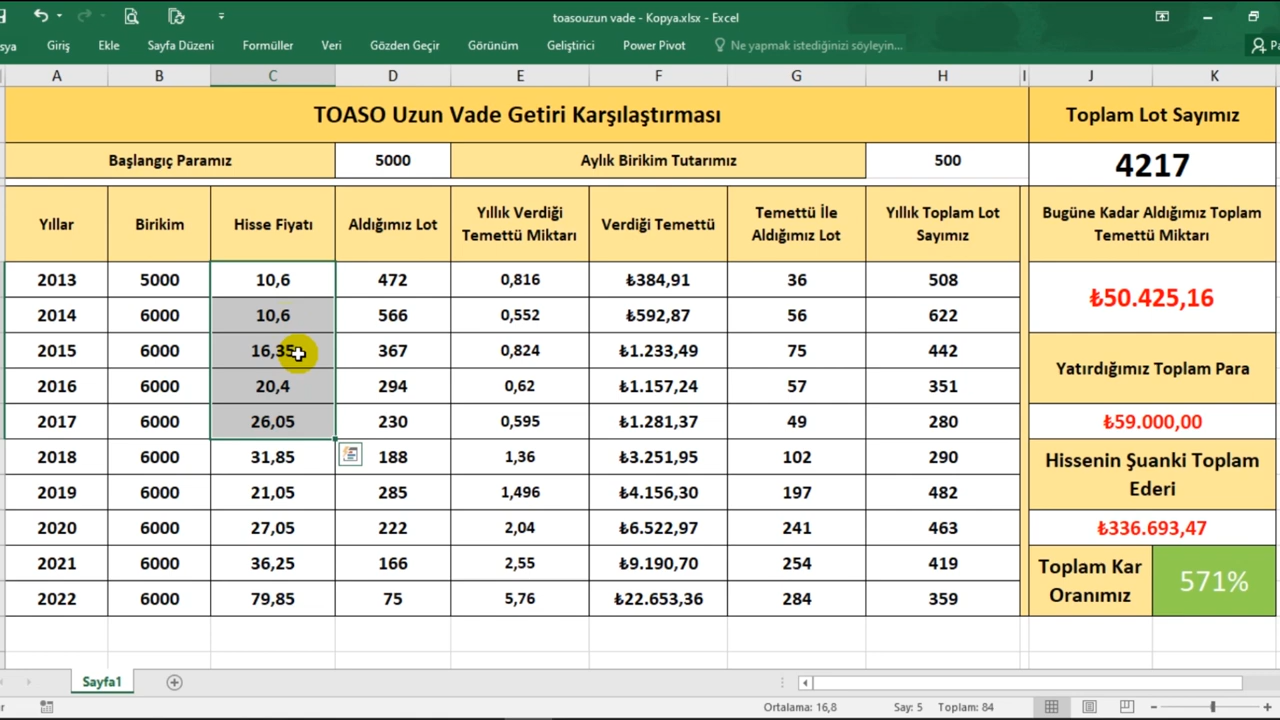 toasouzun vade - Kopya.xlsx - Excel
sya Giriş Ekle Sayfa Düzeni Formüller Veri Gözden Geçir Görünüm Geliştirici Power Pivot Ne yapmak istediğinizi söyleyin...
A B C D E F G H I J K
TOASO Uzun Vade Getiri Karşılaştırması
Toplam Lot Sayımız
Başlangıç Paramız 5000 Aylık Birikim Tutarımız 500
4217
Yıllar Birikim Hisse Fiyatı Aldığımız Lot
Yıllık Verdiği
Temettü Miktarı
Verdiği Temettü
Temettü İle
Aldığımız Lot
Yıllık Toplam Lot
Sayımız
Bugüne Kadar Aldığımız Toplam
Temettü Miktarı
2013 5000 10,6 472 0,816 ₺384,91 36 508
2014 6000 10,6 566 0,552 ₺592,87 56 622
2015 6000 16,35 367 0,824 ₺1.233,49 75 442
2016 6000 20,4 294 0,62 ₺1.157,24 57 351
2017 6000 26,05 230 0,595 ₺1.281,37 49 280
2018 6000 31,85 188 1,36 ₺3.251,95 102 290
2019 6000 21,05 285 1,496 ₺4.156,30 197 482
2020 6000 27,05 222 2,04 ₺6.522,97 241 463
2021 6000 36,25 166 2,55 ₺9.190,70 254 419
2022 6000 79,85 75 5,76 ₺22.653,36 284 359
₺50.425,16
Yatırdığımız Toplam Para
₺59.000,00
Hissenin Şuanki Toplam
Ederi
₺336.693,47
Toplam Kar
Oranımız
571%
Sayfa1
Ortalama: 16,8 Say: 5 Toplam: 84